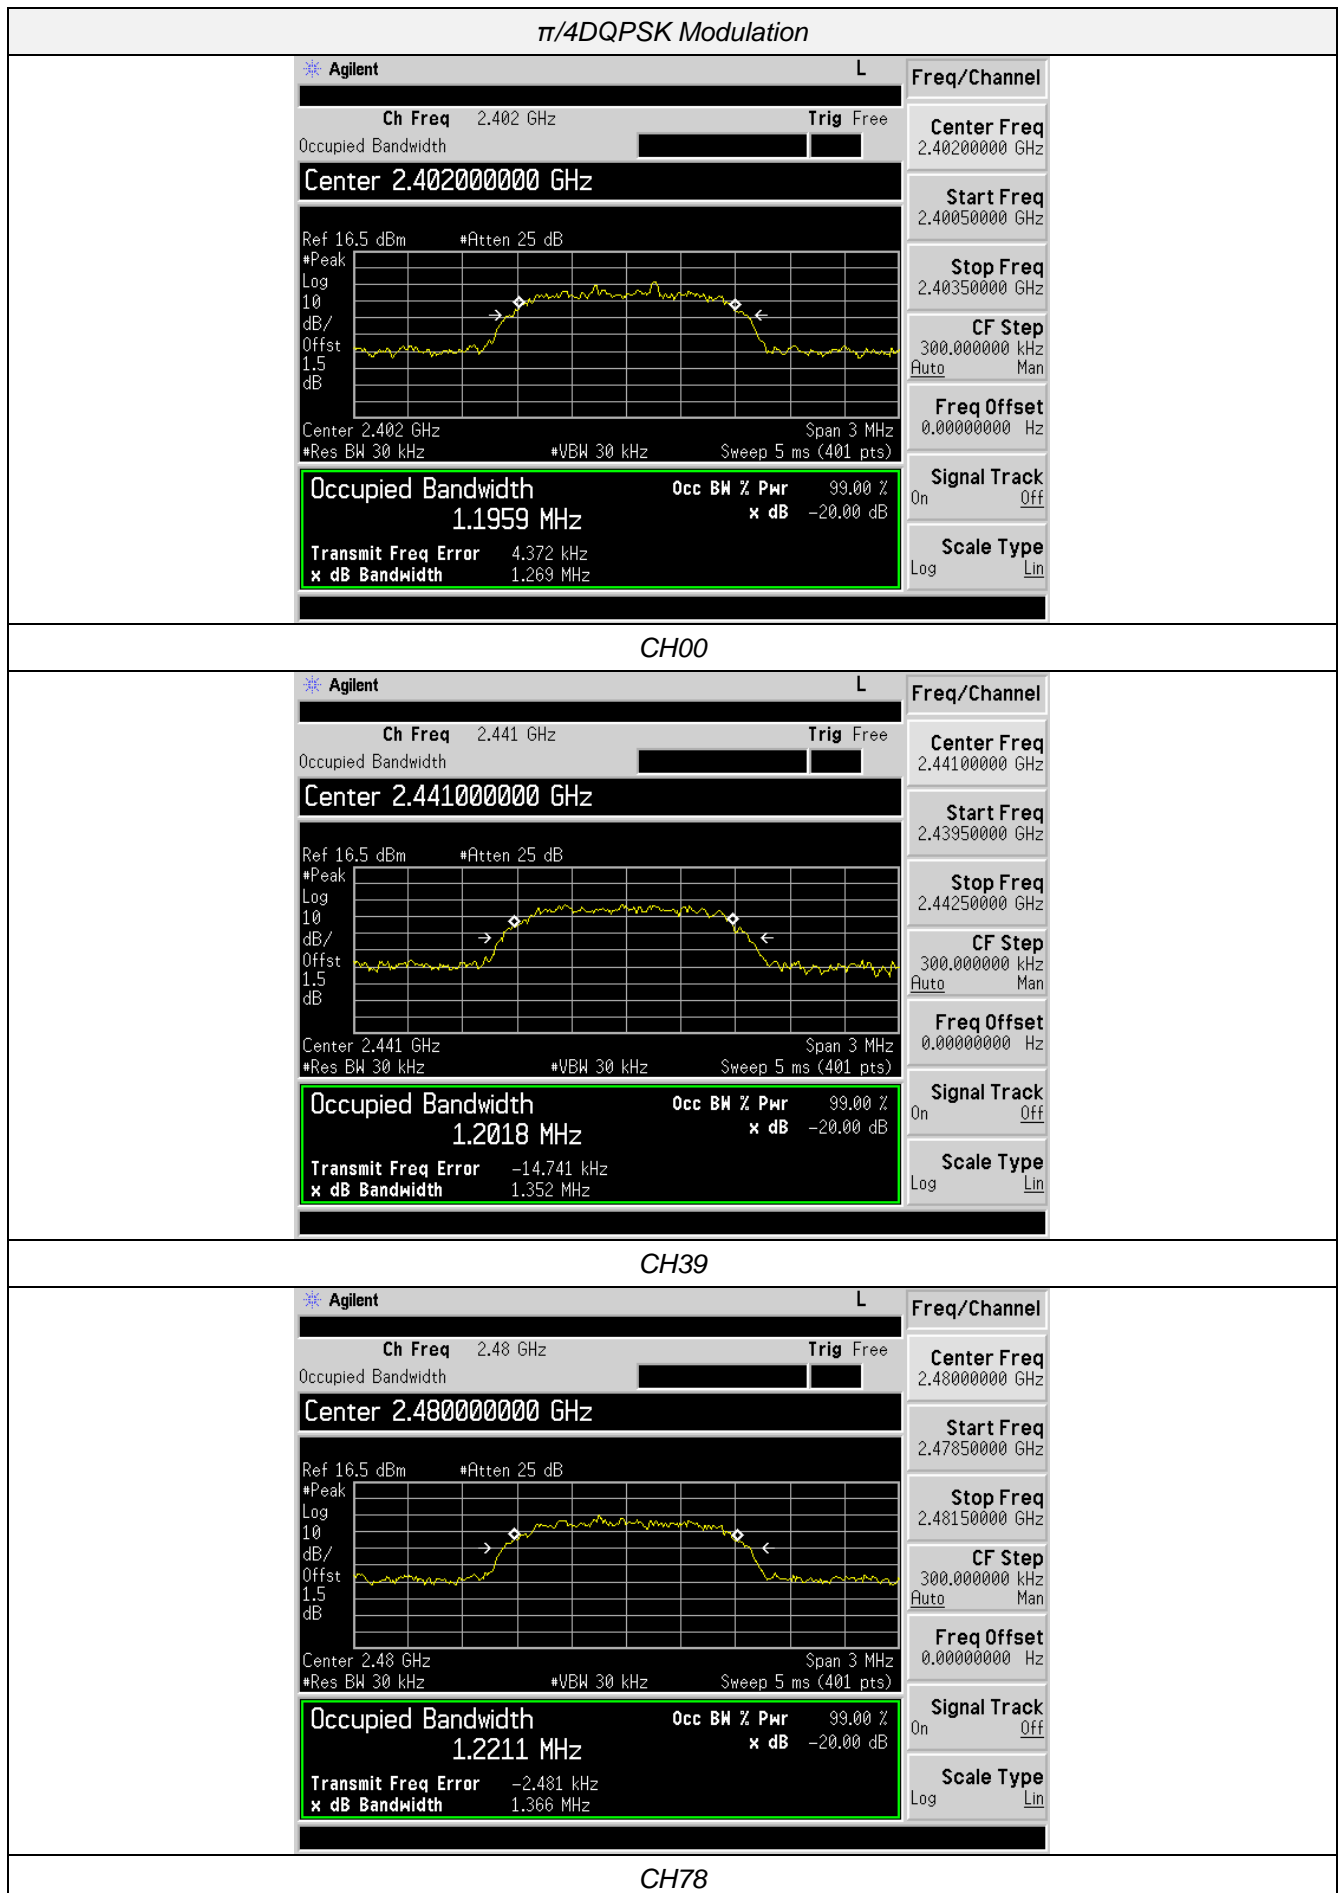 π/4DQPSK Modulation
Agilent L Freq/Channel
Ch Freq 2.402 GHz Trig Free
Occupied Bandwidth
Center Freq
2.40200000 GHz
Center 2.402000000 GHz
Start Freq
2.40050000 GHz
Ref 16.5 dBm #Atten 25 dB
#Peak
Log
10
dB/
Offst
1.5
dB
Stop Freq
2.40350000 GHz
CF Step
300.000000 kHz
Auto Man
Freq Offset
0.00000000 Hz
Center 2.402 GHz Span 3 MHz
#Res BW 30 kHz #VBW 30 kHz Sweep 5 ms (401 pts)
Signal Track
On Off
Occupied Bandwidth Occ BW % Pwr 99.00 %
1.1959 MHz x dB -20.00 dB
Scale Type
Log Lin
Transmit Freq Error 4.372 kHz
x dB Bandwidth 1.269 MHz
CH00
Agilent L Freq/Channel
Ch Freq 2.441 GHz Trig Free
Occupied Bandwidth
Center Freq
2.44100000 GHz
Center 2.441000000 GHz
Start Freq
2.43950000 GHz
Ref 16.5 dBm #Atten 25 dB
#Peak
Log
10
dB/
Offst
1.5
dB
Stop Freq
2.44250000 GHz
CF Step
300.000000 kHz
Auto Man
Freq Offset
0.00000000 Hz
Center 2.441 GHz Span 3 MHz
#Res BW 30 kHz #VBW 30 kHz Sweep 5 ms (401 pts)
Signal Track
On Off
Occupied Bandwidth Occ BW % Pwr 99.00 %
1.2018 MHz x dB -20.00 dB
Scale Type
Log Lin
Transmit Freq Error -14.741 kHz
x dB Bandwidth 1.352 MHz
CH39
Agilent L Freq/Channel
Ch Freq 2.48 GHz Trig Free
Occupied Bandwidth
Center Freq
2.48000000 GHz
Center 2.480000000 GHz
Start Freq
2.47850000 GHz
Ref 16.5 dBm #Atten 25 dB
#Peak
Log
10
dB/
Offst
1.5
dB
Stop Freq
2.48150000 GHz
CF Step
300.000000 kHz
Auto Man
Freq Offset
0.00000000 Hz
Center 2.48 GHz Span 3 MHz
#Res BW 30 kHz #VBW 30 kHz Sweep 5 ms (401 pts)
Signal Track
On Off
Occupied Bandwidth Occ BW % Pwr 99.00 %
1.2211 MHz x dB -20.00 dB
Scale Type
Log Lin
Transmit Freq Error -2.481 kHz
x dB Bandwidth 1.366 MHz
CH78